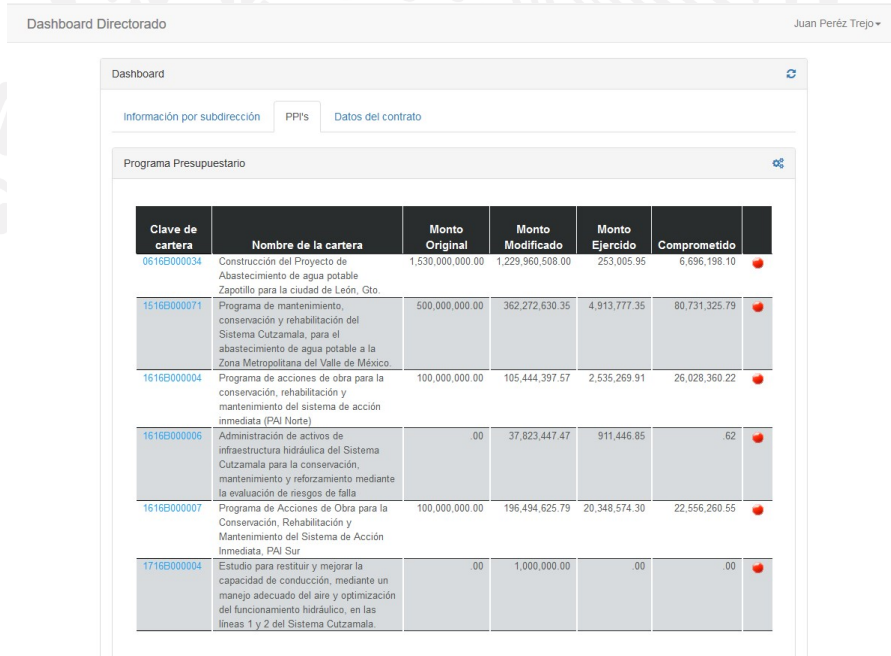 Dashboard Directorado
Juan Peréz Trejo
Dashboard
Información por subdirección PPI's Datos del contrato
Programa Presupuestario
Clave de cartera Nombre de la cartera Monto Original Monto Modificado Monto Ejercido Comprometido
0616B000034 Construcción del Proyecto de 1,530,000,000.00 1,229,960,508.00 253,005.95 6,696,198.10
Abastecimiento de agua potable
Zapotillo para la ciudad de León, Gto.
1516B000071 Programa de mantenimiento, 500,000,000.00 362,272,630.35 4,913,777.35 80,731,325.79
conservación y rehabilitación del
Sistema Cutzamala, para el
abastecimiento de agua potable a la
Zona Metropolitana del Valle de México.
1616B000004 Programa de acciones de obra para la 100,000,000.00 105,444,397.57 2,535,269.91 26,028,360.22
conservación, rehabilitación y
mantenimiento del sistema de acción
inmediata (PAI Norte)
1616B000006 Administración de activos de .00 37,823,447.47 911,446.85 .62
infraestructura hidráulica del Sistema
Cutzamala para la conservación,
mantenimiento y reforzamiento mediante
la evaluación de riesgos de falla
1616B000007 Programa de Acciones de Obra para la 100,000,000.00 196,494,625.79 20,348,574.30 22,556,260.55
Conservación, Rehabilitación y
Mantenimiento del Sistema de Acción
Inmediata, PAI Sur
1716B000004 Estudio para restituir y mejorar la .00 1,000,000.00 .00 .00
capacidad de conducción, mediante un
manejo adecuado del aire y optimización
del funcionamiento hidráulico, en las
líneas 1 y 2 del Sistema Cutzamala.